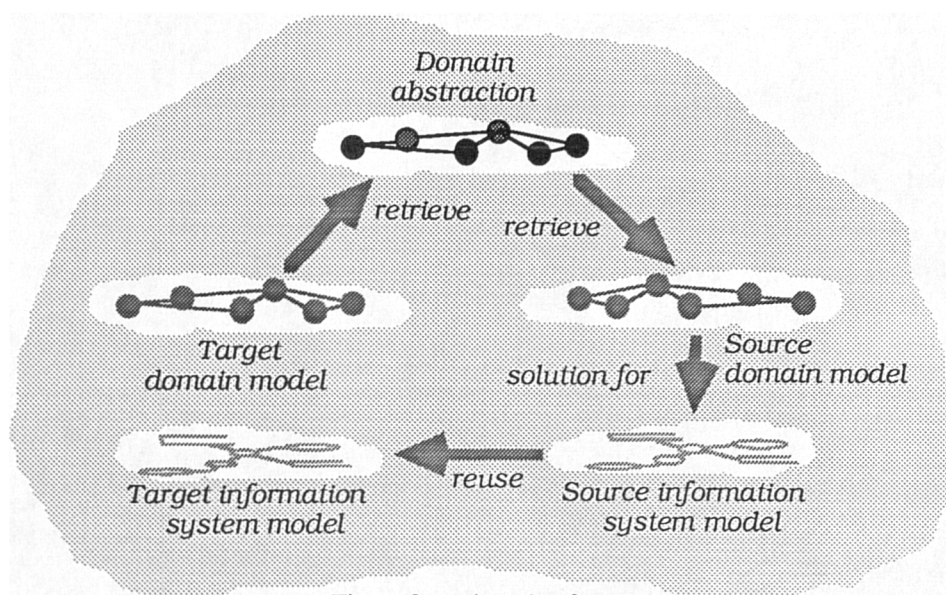 Domain
abstraction
retrieve
retrieve
Target
domain model
Source
domain model
solution for
reuse
Target information
system model
Source information
system model